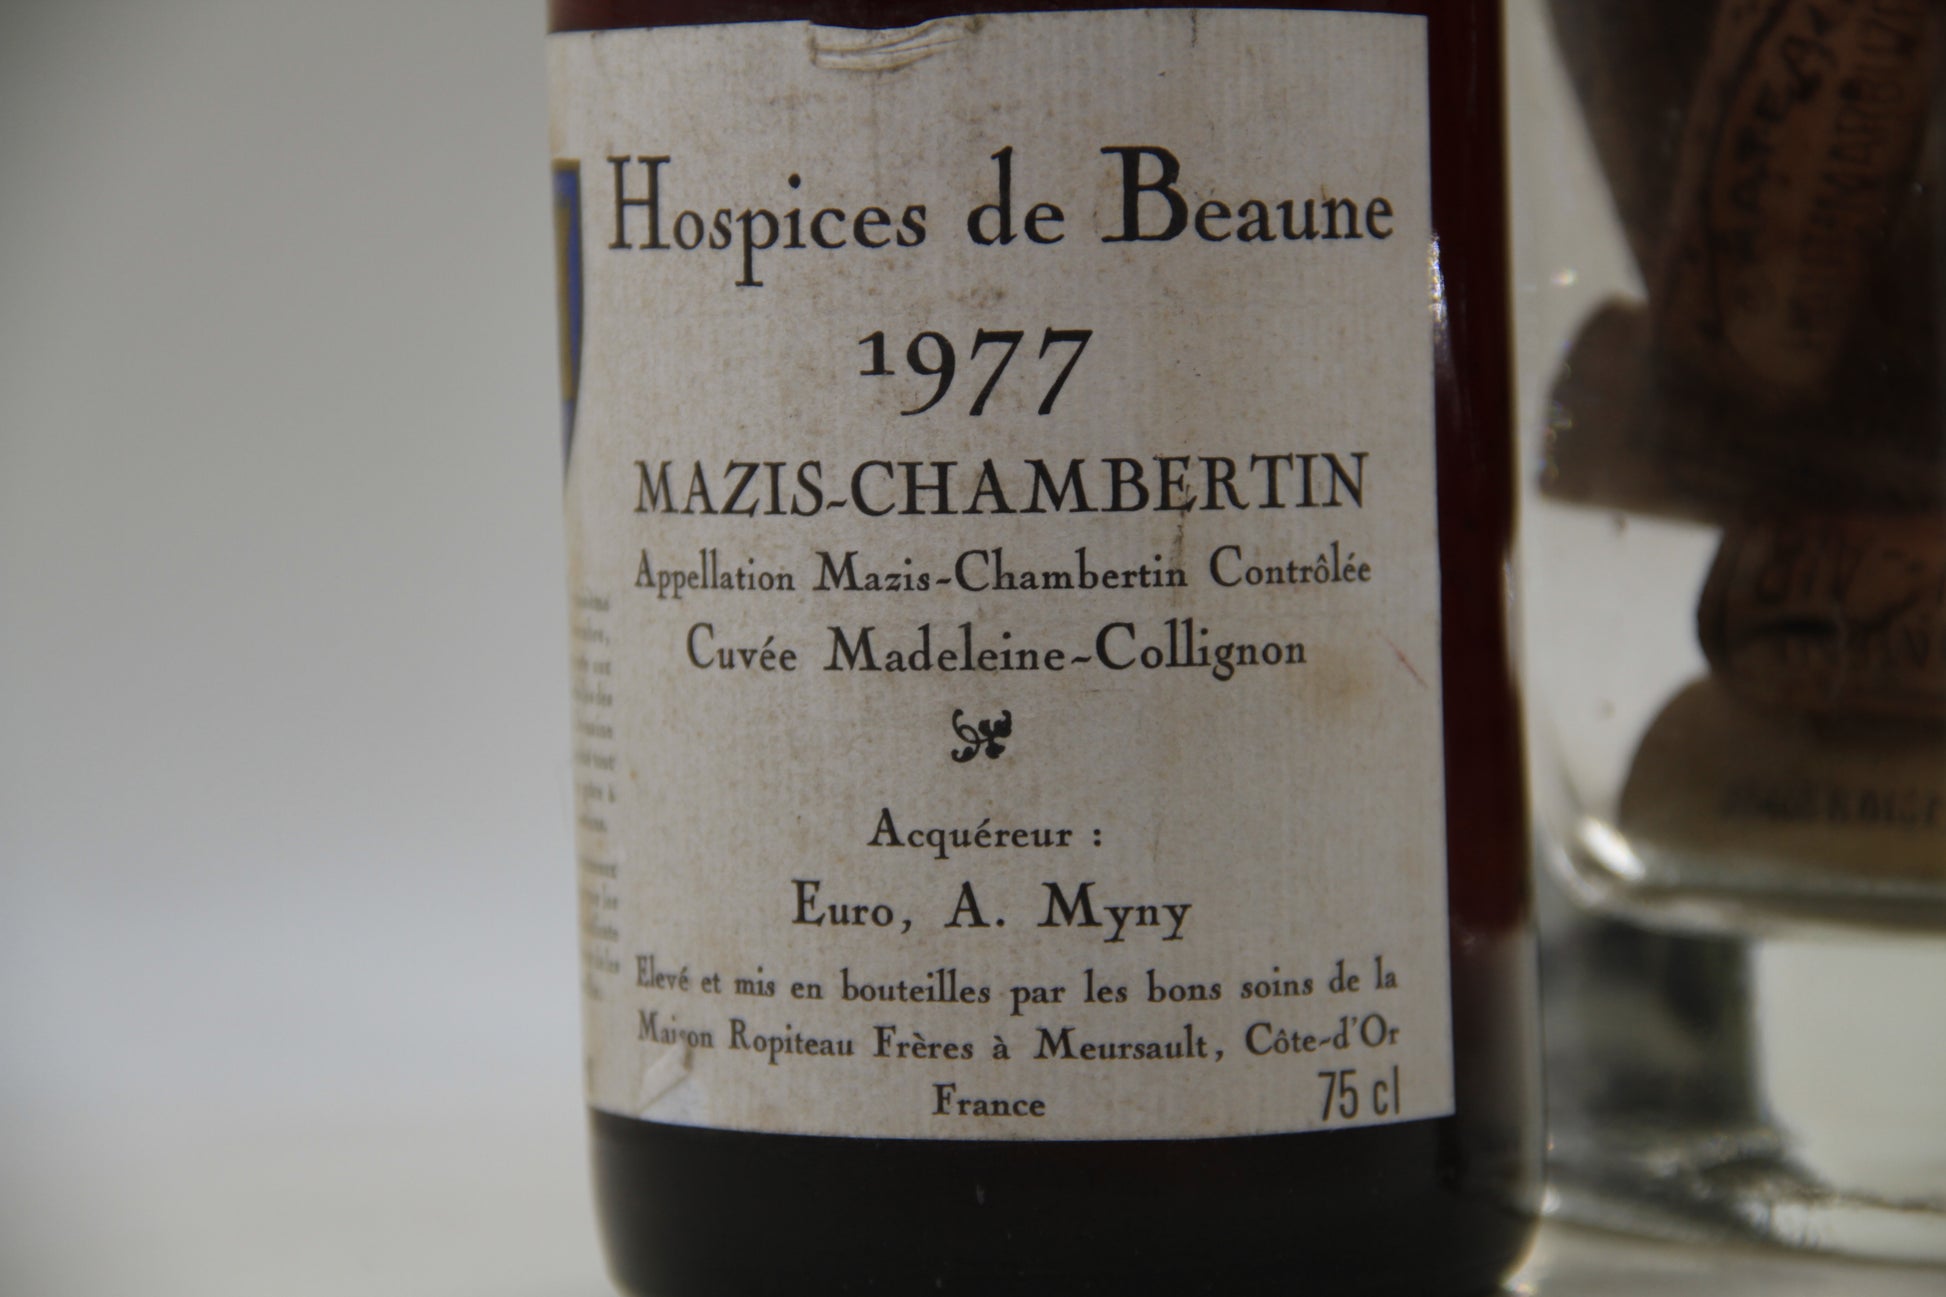 Hospices de Beaune
1977
MAZIS-CHAMBERTIN
Appellation Mazis-Chambertin Contrôlée
Cuvée Madeleine-Collignon
Acquéreur :
Euro, A. Myny
Elevé et mis en bouteilles par les bons soins de la
Maison Ropiteau Frères à Meursault, Côte-d'Or
France
75 cl